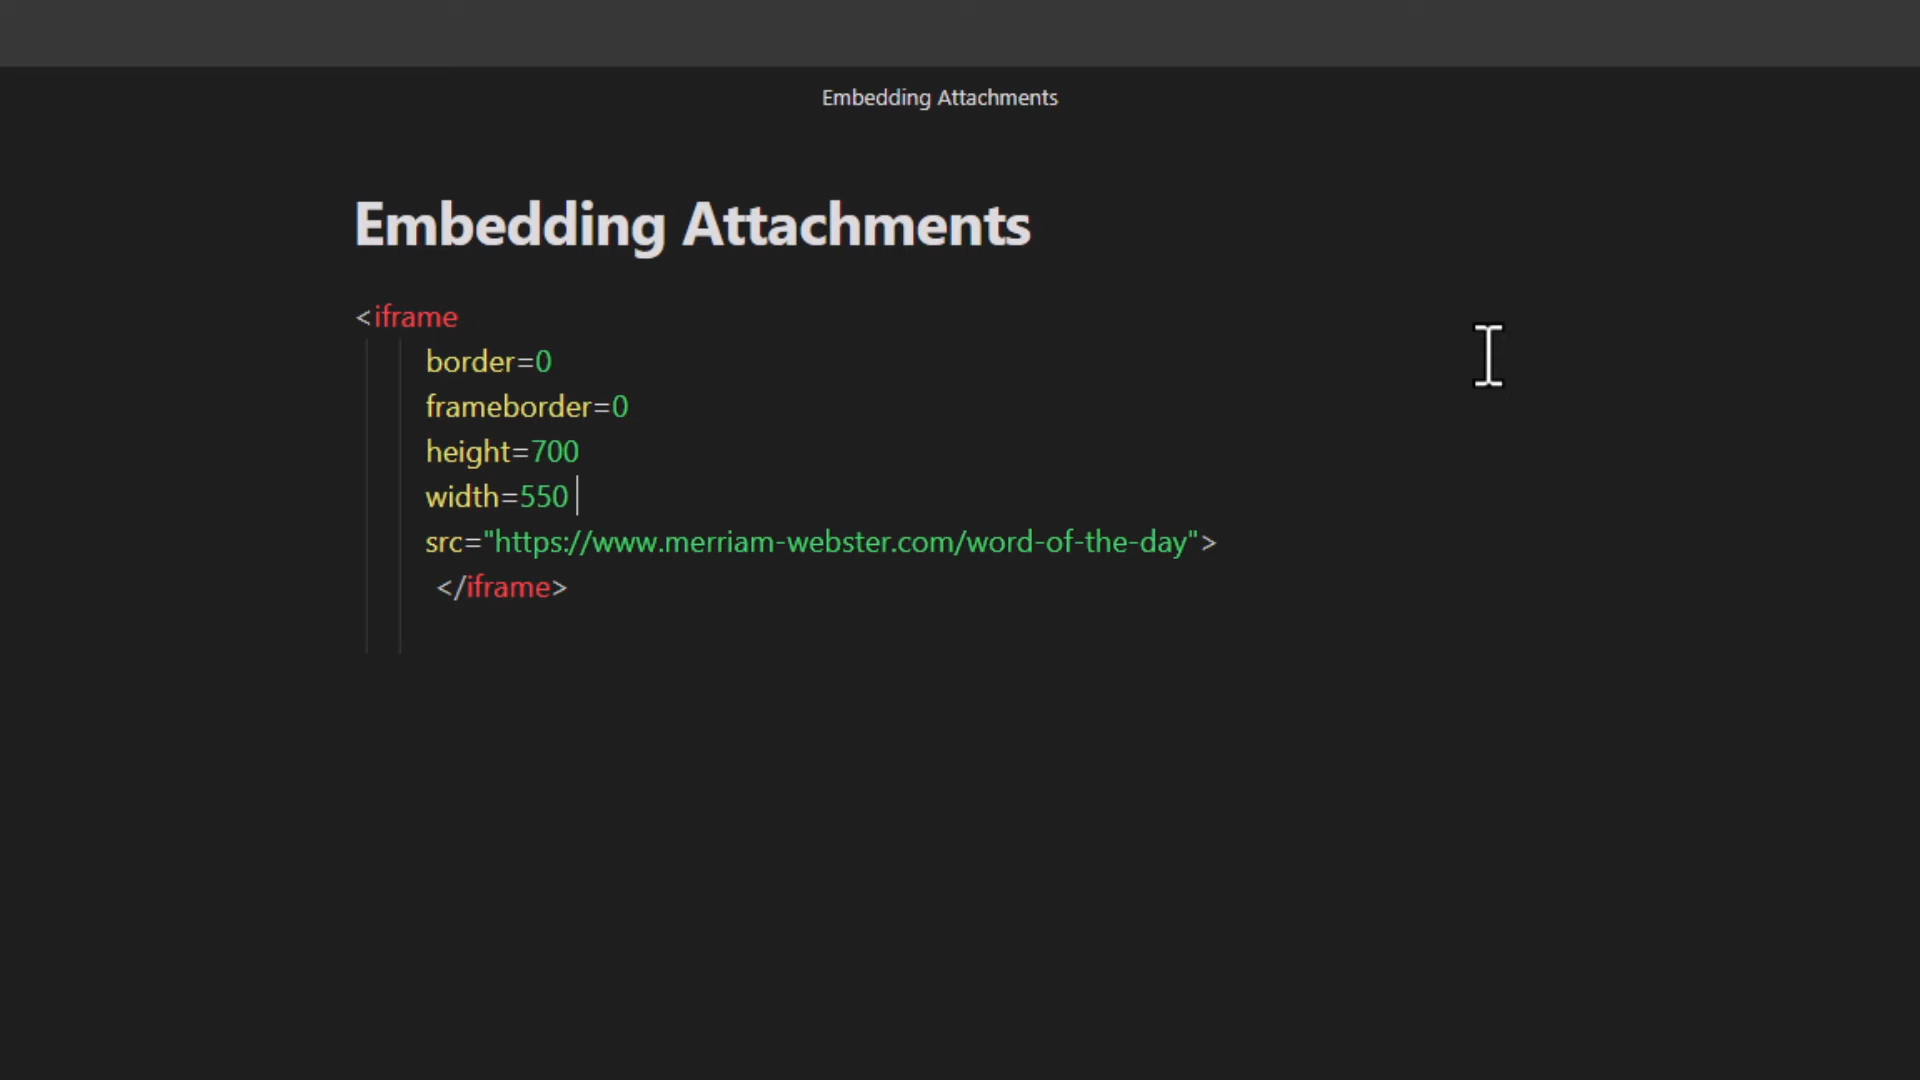 Embedding Attachments
Embedding Attachments
<iframe
border=0
frameborder=0
height=700
width=550
src="https://www.merriam-webster.com/word-of-the-day">
</iframe>